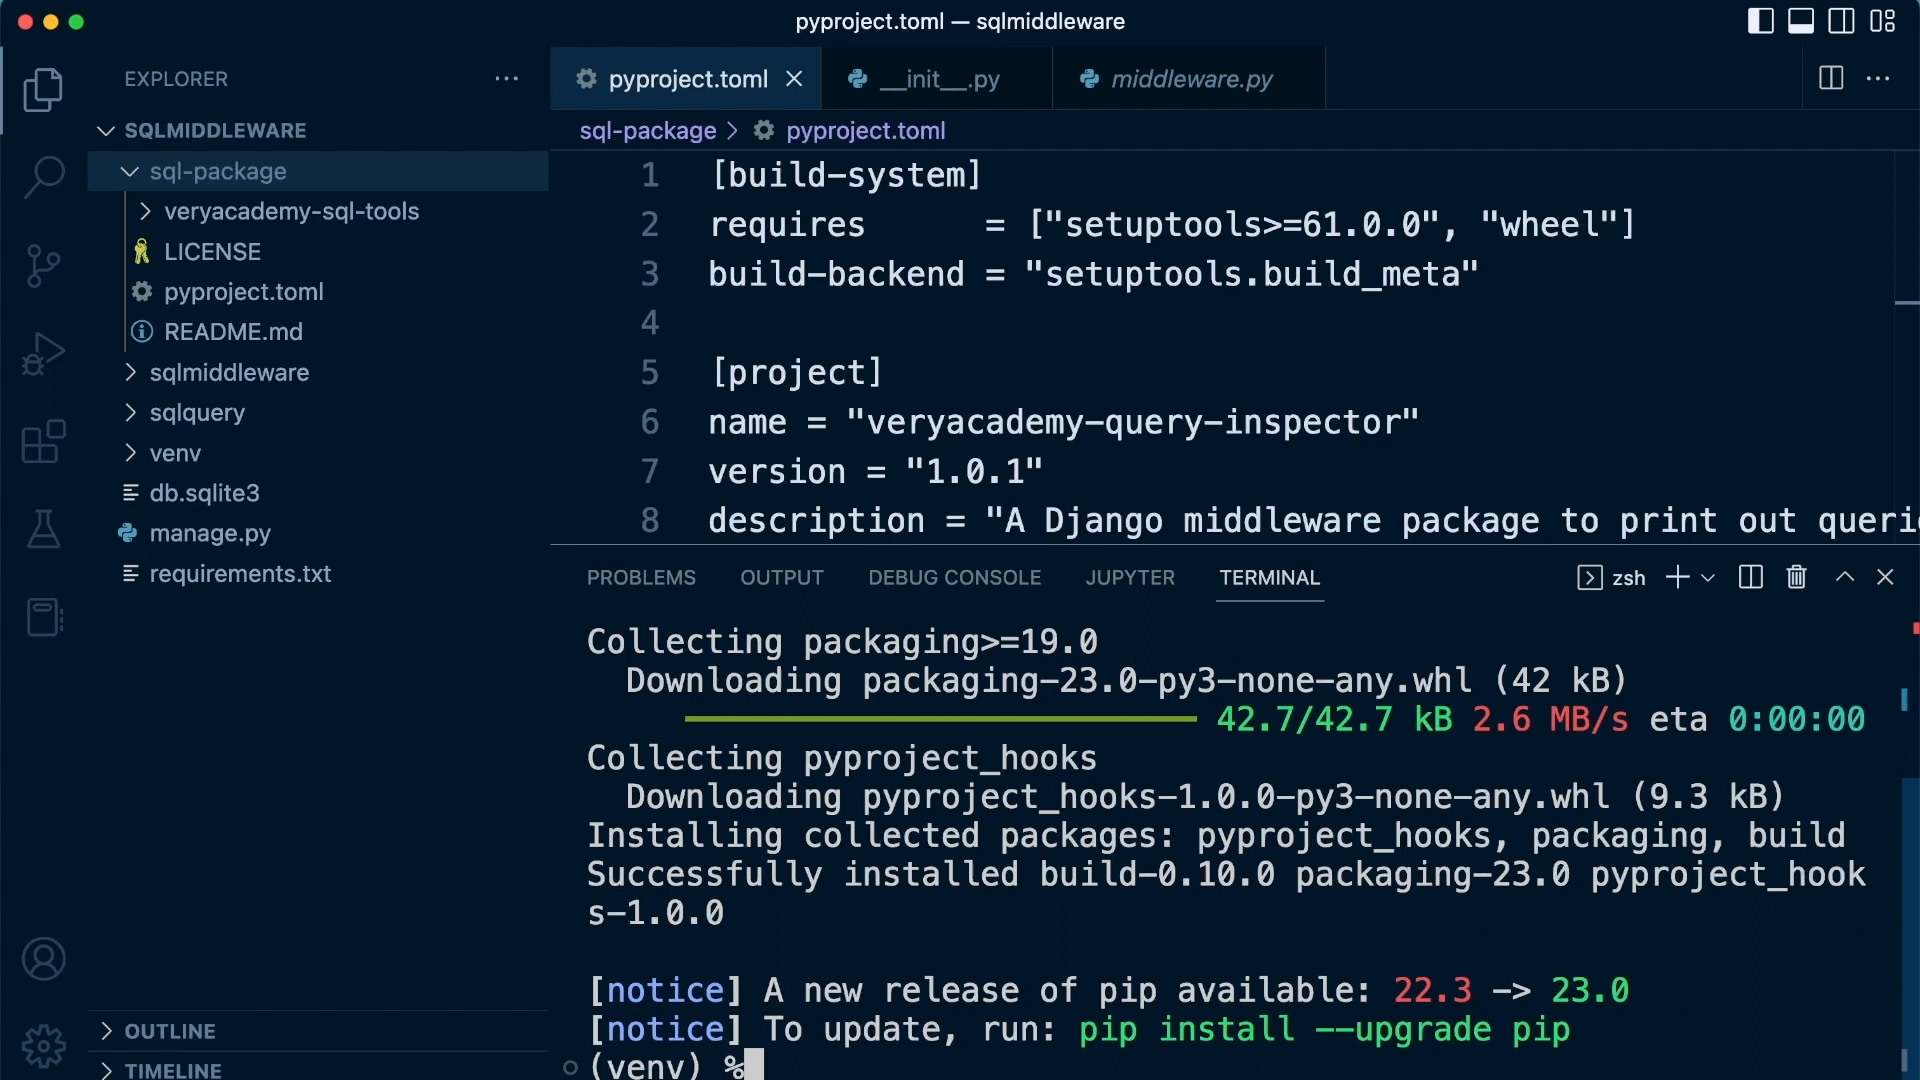 pyproject.toml — sqlmiddleware
EXPLORER
SQLMIDDLEWARE
sql-package
veryacademy-sql-tools
LICENSE
pyproject.toml
README.md
sqlmiddleware
sqlquery
venv
db.sqlite3
manage.py
requirements.txt
OUTLINE
TIMELINE
pyproject.toml
__init__.py
middleware.py
sql-package > pyproject.toml
1 [build-system]
2 requires      = ["setuptools>=61.0.0", "wheel"]
3 build-backend = "setuptools.build_meta"
4
5 [project]
6 name = "veryacademy-query-inspector"
7 version = "1.0.1"
8 description = "A Django middleware package to print out queri
PROBLEMS OUTPUT DEBUG CONSOLE JUPYTER TERMINAL zsh
Collecting packaging>=19.0
  Downloading packaging-23.0-py3-none-any.whl (42 kB)
42.7/42.7 kB 2.6 MB/s eta 0:00:00
Collecting pyproject_hooks
  Downloading pyproject_hooks-1.0.0-py3-none-any.whl (9.3 kB)
Installing collected packages: pyproject_hooks, packaging, build
Successfully installed build-0.10.0 packaging-23.0 pyproject_hook
s-1.0.0
[notice] A new release of pip available: 22.3 -> 23.0
[notice] To update, run: pip install --upgrade pip
(venv) %